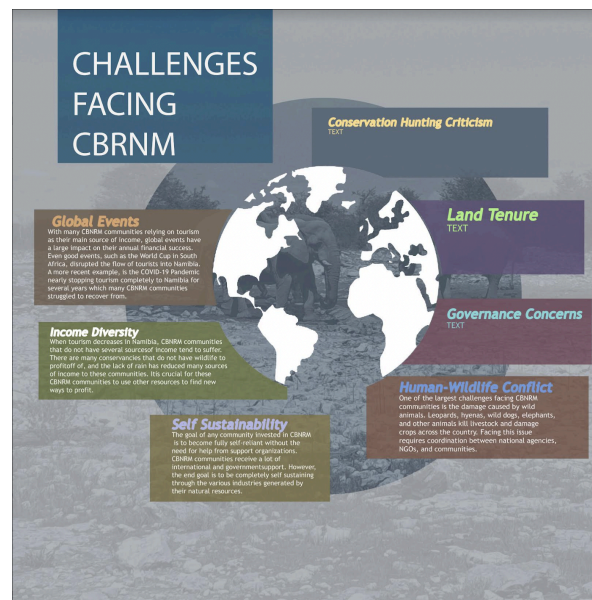 CHALLENGES
FACING
CBRNM
Conservation Hunting Criticism
TEXT
Land Tenure
TEXT
Global Events
With many CBNRM communities relying on tourism
as their main source of income, global events have
a large impact on their annual financial success.
Even good events, such as the World Cup in South
Africa, disrupted the flow of tourists into Namibia.
A more recent example, is the COVID-19 Pandemic
nearly stopping tourism completely to Namibia for
several years which many CBNRM communities
struggled to recover from.
Governance Concerns
TEXT
Income Diversity
When tourism decreases in Namibia, CBNRM communities
that do not have several sourcesof income tend to suffer.
There are many conservancies that do not have wildlife to
profitoff of, and the lack of rain has reduced many sources
of income to these communities. Itis crucial for these
CBNRM communities to use other resources to find new
ways to profit.
Human-Wildlife Conflict
One of the largest challenges facing CBNRM
communities is the damage caused by wild
animals. Leopards, hyenas, wild dogs, elephants,
and other animals kill livestock and damage
crops across the country. Facing this issue
requires coordination between national agencies,
NGOs, and communities.
Self Sustainability
The goal of any community invested in CBNRM
is to become fully self-reliant without the
need for help from support organizations.
CBNRM communities receive a lot of
international and governmentsupport. However,
the end goal is to be completely self sustaining
through the various industries generated by
their natural resources.